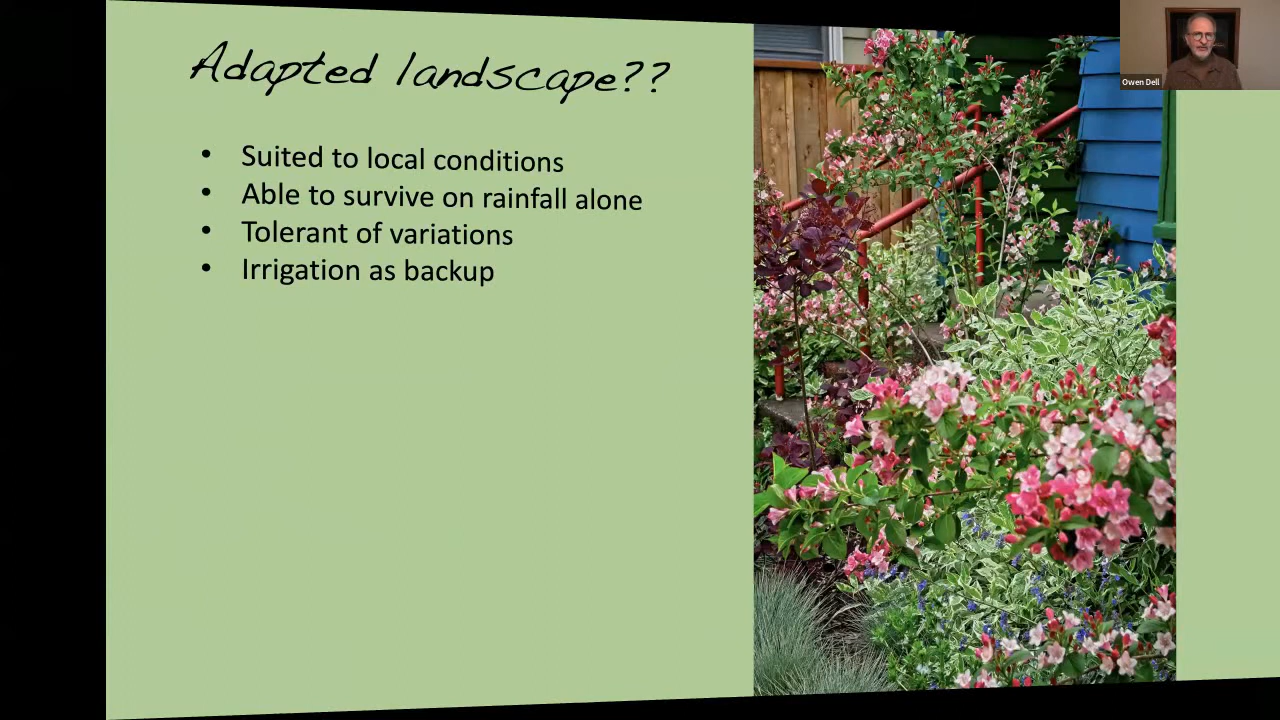 Adapted landscape??
• Suited to local conditions
• Able to survive on rainfall alone
• Tolerant of variations
• Irrigation as backup
Owen Dell